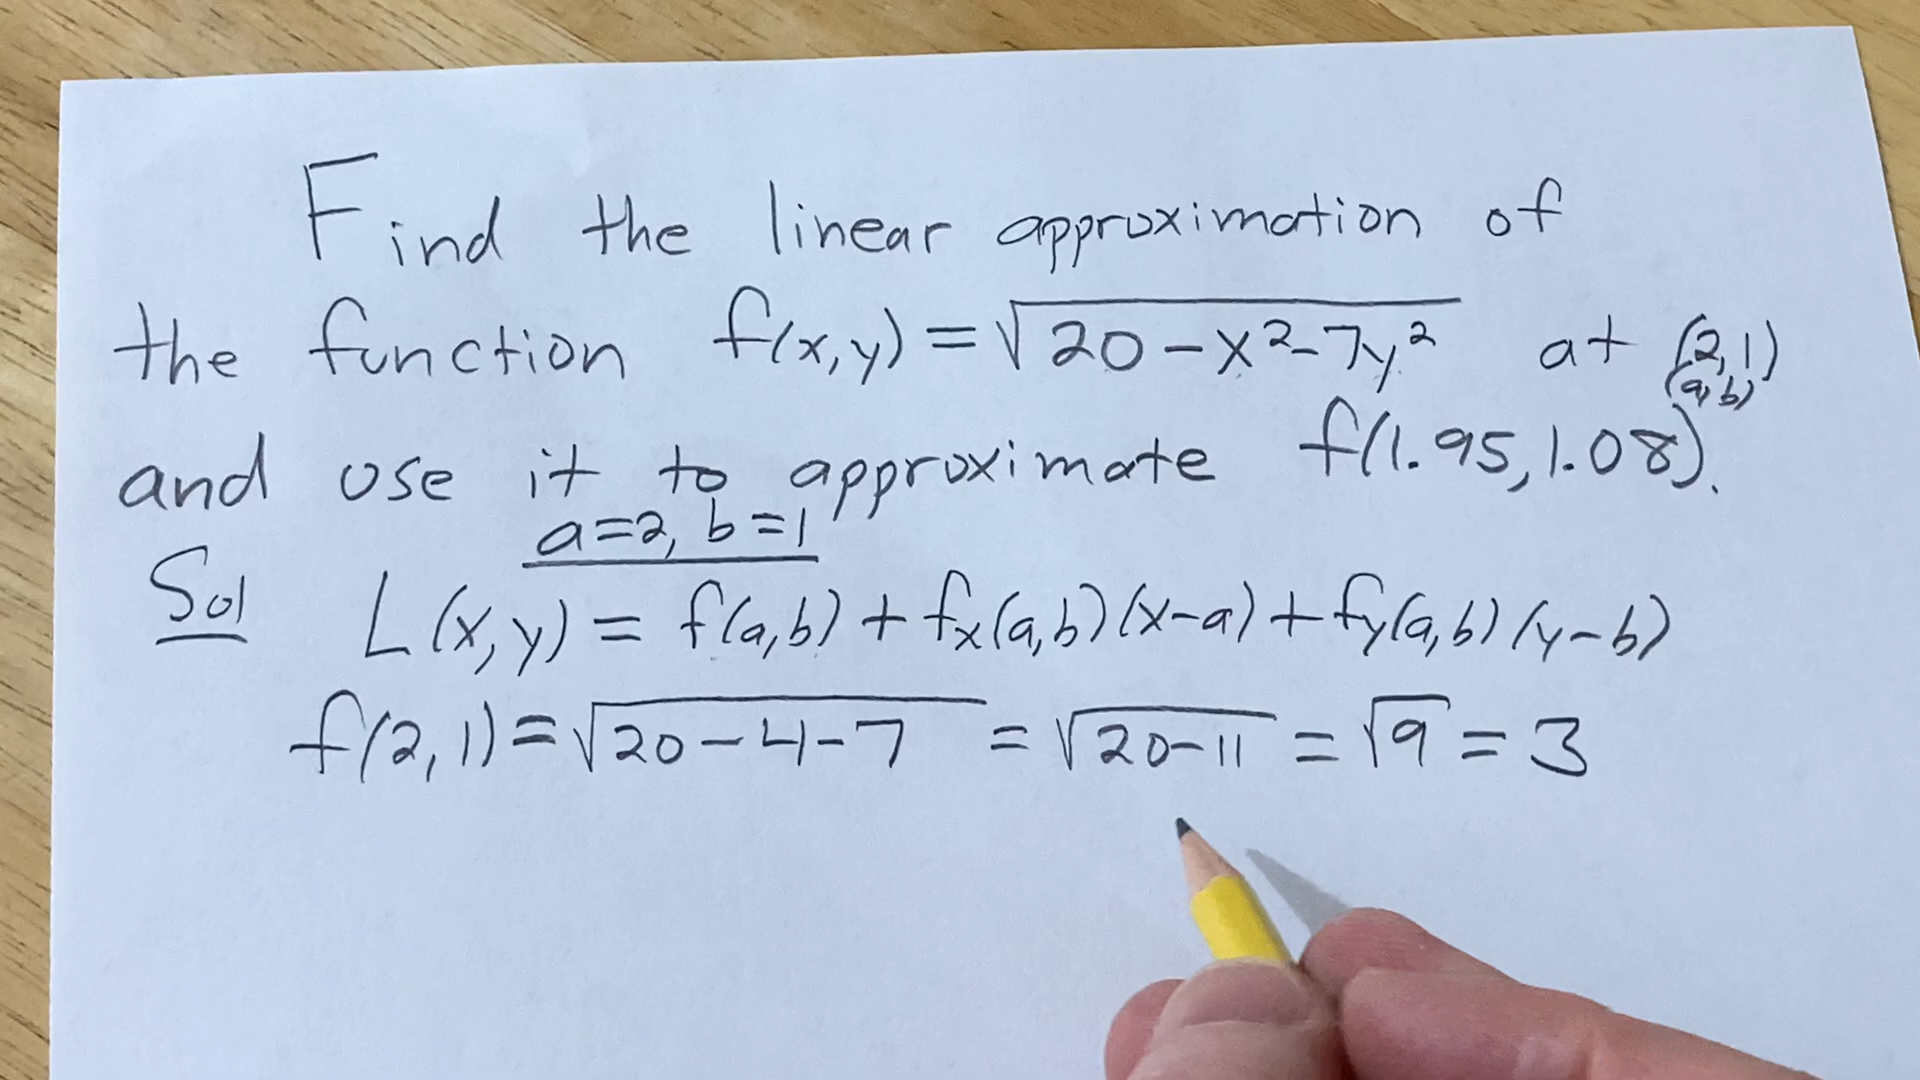 Find the linear approximation of
the function f(x,y) = √20-x²-7y² at (2,1)
(a,b)
and use it to approximate f(1.95,1.08).
a=2, b=1
Sol L(x,y) = f(a,b) + fx(a,b)(x-a) + fy(a,b)(y-b)
f(2,1) = √20-4-7 = √20-11 = √9 = 3